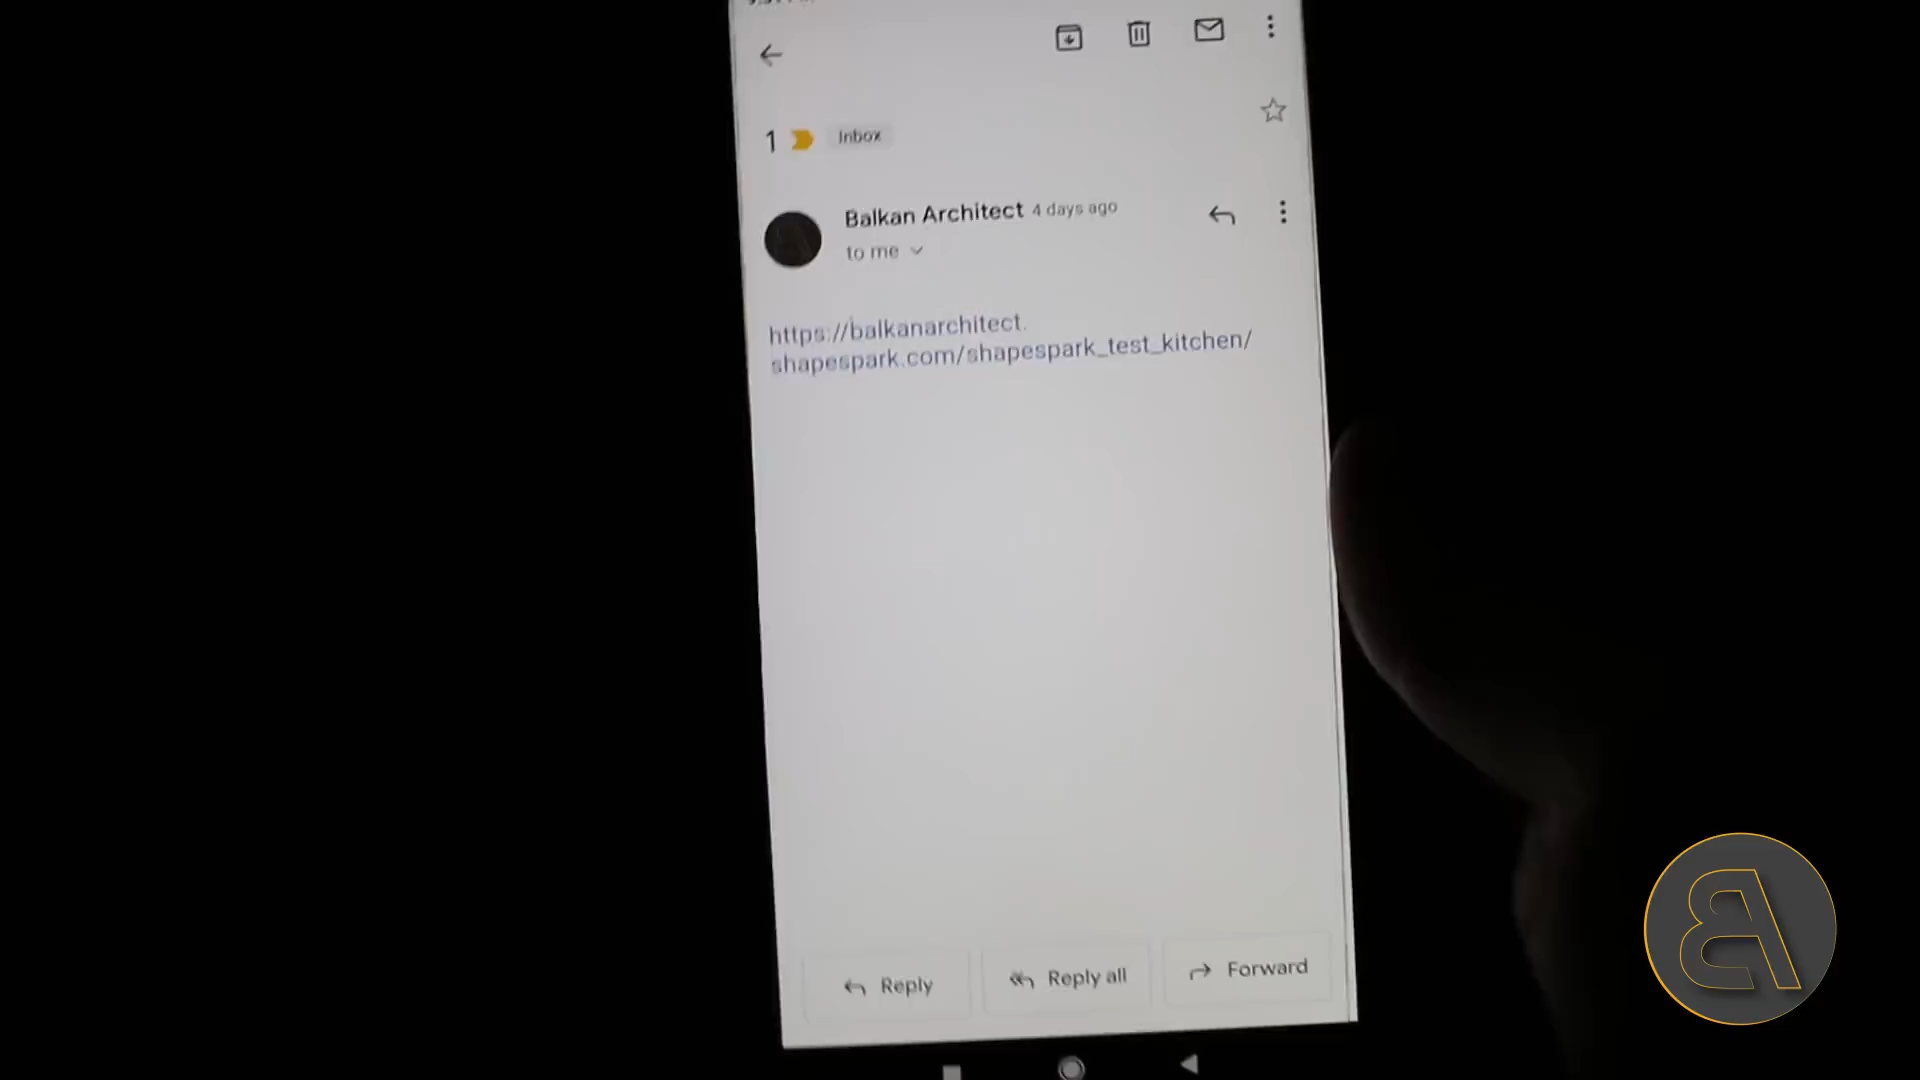 1 Inbox
Balkan Architect 4 days ago
to me
https://balkanarchitect.
shapespark.com/shapespark_test_kitchen/
Reply Reply all Forward